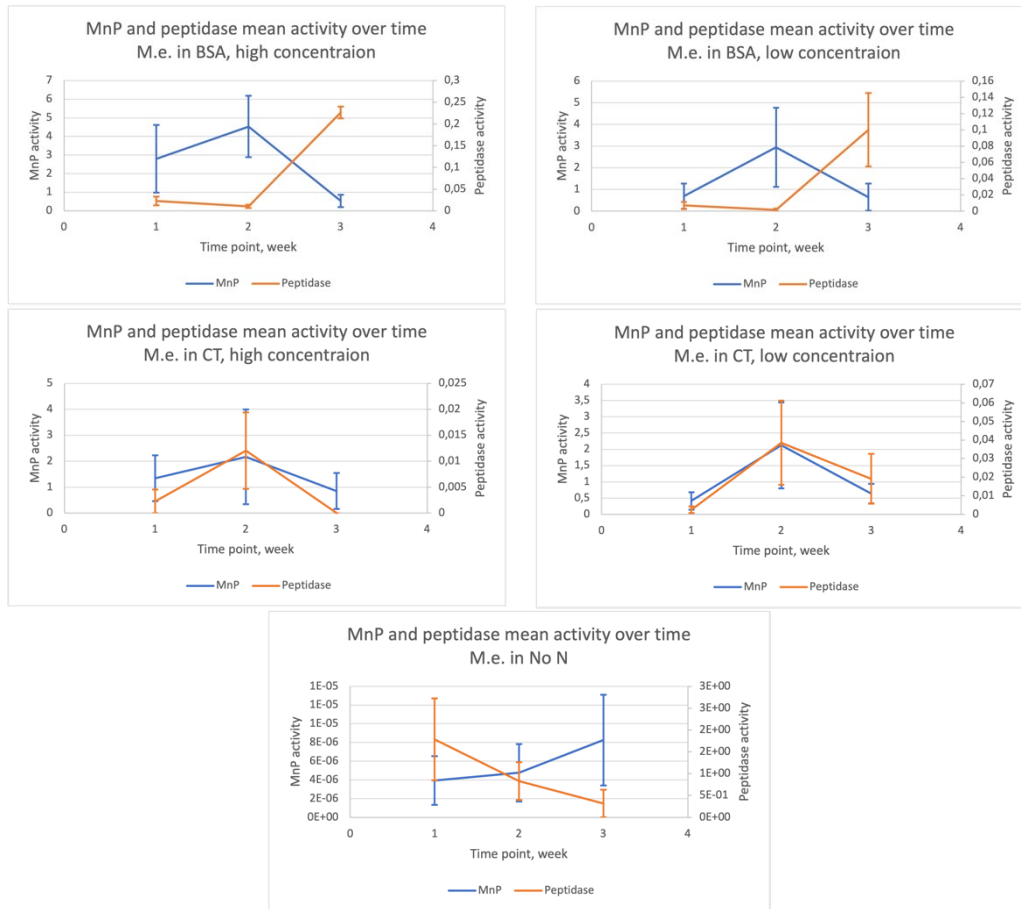 MnP and peptidase mean activity over time
M.e. in BSA, high concentraion
MnP activity
7
6
5
4
3
2
1
0
0,3
0,25
0,2
0,15
0,1
0,05
0
Peptidase activity
0 1 2 3 4
Time point, week
MnP Peptidase
MnP and peptidase mean activity over time
M.e. in BSA, low concentraion
MnP activity
6
5
4
3
2
1
0
0,16
0,14
0,12
0,1
0,08
0,06
0,04
0,02
0
Peptidase activity
0 1 2 3 4
Time point, week
MnP Peptidase
MnP and peptidase mean activity over time
M.e. in CT, high concentraion
MnP activity
5
4
3
2
1
0
0,025
0,02
0,015
0,01
0,005
0
Peptidase activity
0 1 2 3 4
Time point, week
MnP Peptidase
MnP and peptidase mean activity over time
M.e. in CT, low concentraion
MnP activity
4
3,5
3
2,5
2
1,5
1
0,5
0
0,07
0,06
0,05
0,04
0,03
0,02
0,01
0
Peptidase activity
0 1 2 3 4
Time point, week
MnP Peptidase
MnP and peptidase mean activity over time
M.e. in No N
MnP activity
1E-05
1E-05
1E-05
8E-06
6E-06
4E-06
2E-06
0E+00
3E+00
3E+00
2E+00
2E+00
1E+00
5E-01
0E+00
Peptidase activity
0 1 2 3 4
Time point, week
MnP Peptidase